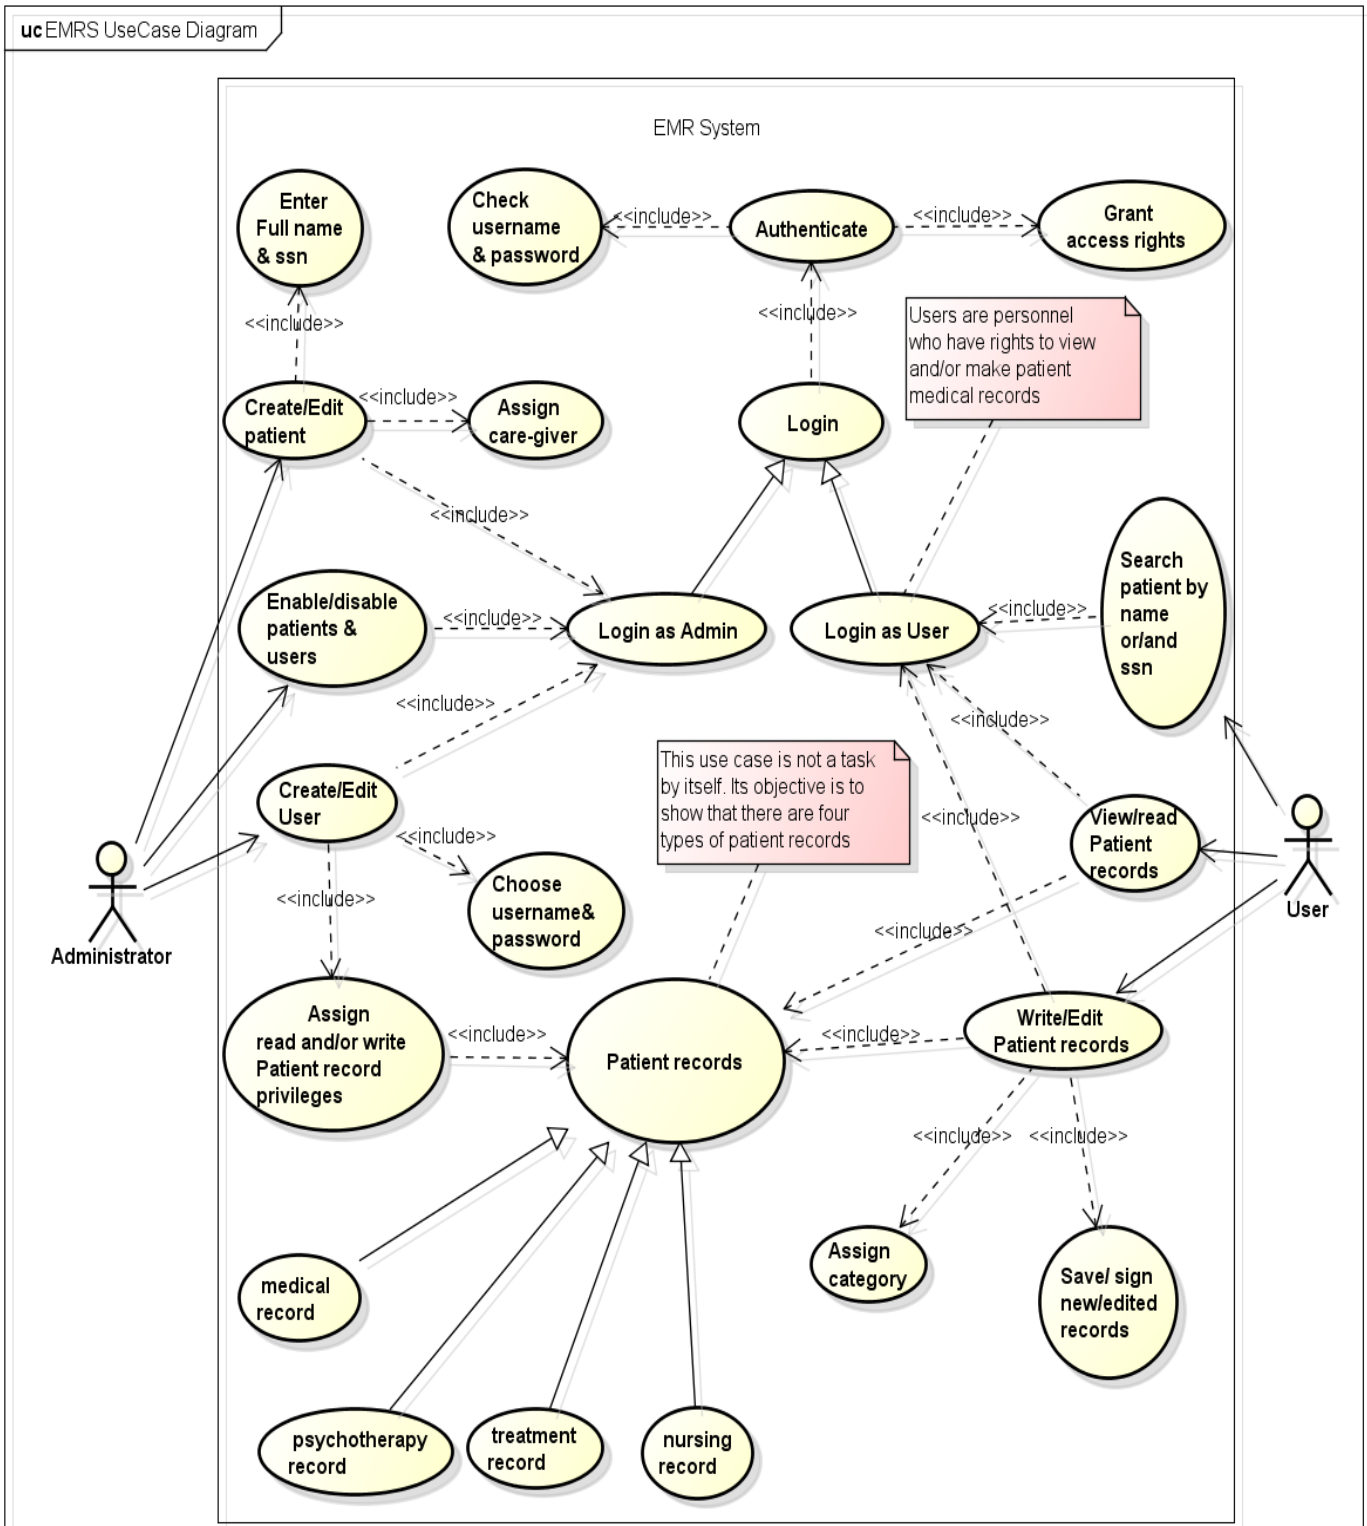 uc EMRS UseCase Diagram
EMR System
Enter
Full name
& ssn
Check
username
& password
<<include>>
Authenticate
<<include>>
Grant
access rights
<<include>>
<<include>>
Users are personnel
who have rights to view
and/or make patient
medical records
Create/Edit
patient
<<include>>
Assign
care-giver
Login
<<include>>
Search
patient by
name
or/and
ssn
Enable/disable
patients &
users
<<include>>
Login as Admin
Login as User
<<include>>
<<include>>
<<include>>
This use case is not a task
by itself. Its objective is to
show that there are four
types of patient records
Create/Edit
User
<<include>>
<<include>>
View/read
Patient
records
Choose
username&
password
<<include>>
<<include>>
Administrator
User
Assign
read and/or write
Patient record
privileges
<<include>>
Patient records
<<include>>
Write/Edit
Patient records
<<include>>
<<include>>
Assign
category
Save/ sign
new/edited
records
medical
record
psychotherapy
record
treatment
record
nursing
record